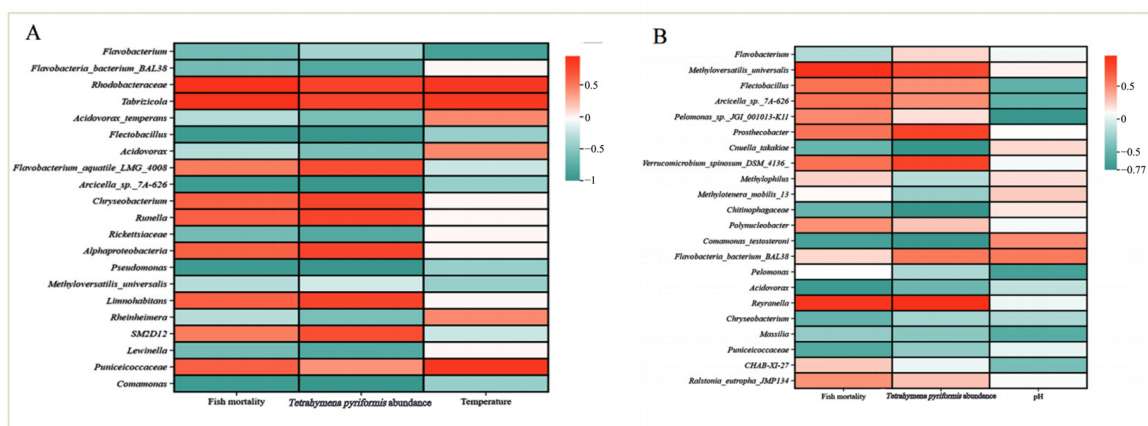 A
Flavobacterium
Flavobacteria_bacterium_BAL38
Rhodobacteraceae
Tabrizicola
Acidovorax_temperans
Flectobacillus
Acidovorax
Flavobacterium_aquatile_LMG_4008
Arcicella_sp._7A-626
Chryseobacterium
Runella
Rickettsiaceae
Alphaproteobacteria
Pseudomonas
Methyloversatilis_universalis
Limnohabitans
Rheinheimera
SM2D12
Lewinella
Puniceicoccaceae
Comamonas
Fish mortality
Tetrahymena pyriformis abundance
Temperature
0.5
0
−0.5
−1
B
Flavobacterium
Methyloversatilis_universalis
Flectobacillus
Arcicella_sp._7A-626
Pelomonas_sp._JGI_001013-K11
Prosthecobacter
Cnuella_takakiae
Verrucomicrobium_spinosum_DSM_4136_
Methylophilus
Methylotenera_mobilis_13
Chitinophagaceae
Polynucleobacter
Comamonas_testosteroni
Flavobacteria_bacterium_BAL38
Pelomonas
Acidovorax
Reyranella
Chryseobacterium
Massilia
Puniceicoccaceae
CHAB-XI-27
Ralstonia_eutropha_JMP134
Fish mortality
Tetrahymena pyriformis abundance
pH
0.5
0
−0.5
−0.77